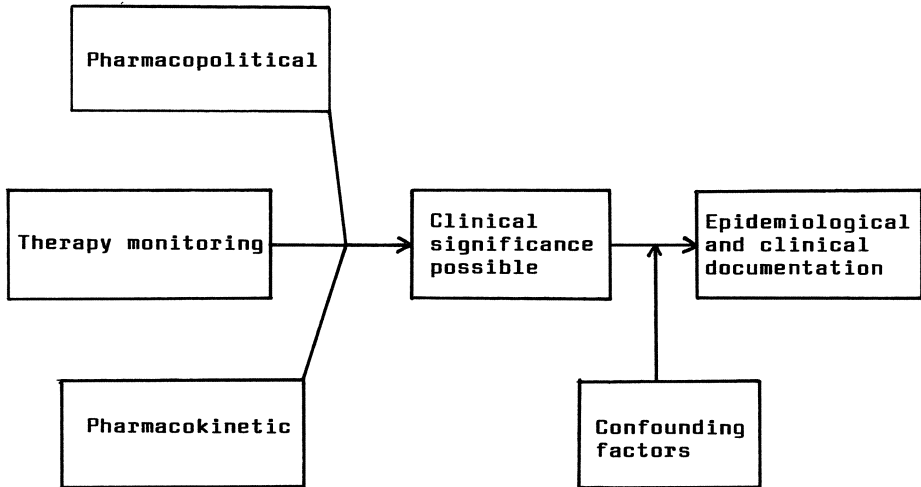 Pharmacopolitical
Therapy monitoring
Clinical
significance
possible
Epidemiological
and clinical
documentation
Pharmacokinetic
Confounding
factors